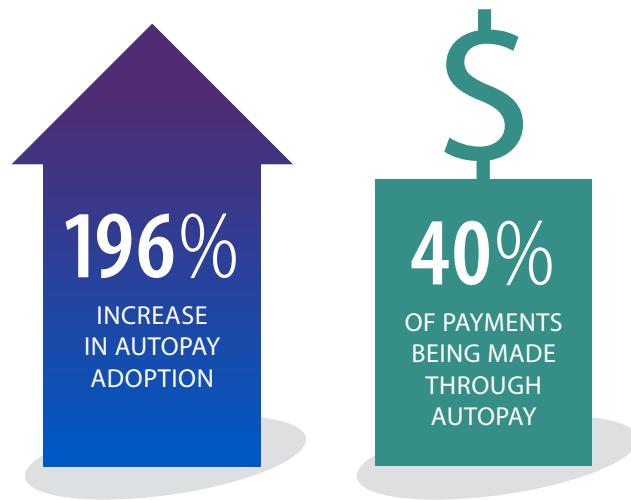 196%
INCREASE
IN AUTOPAY
ADOPTION
$
40%
OF PAYMENTS
BEING MADE
THROUGH
AUTOPAY